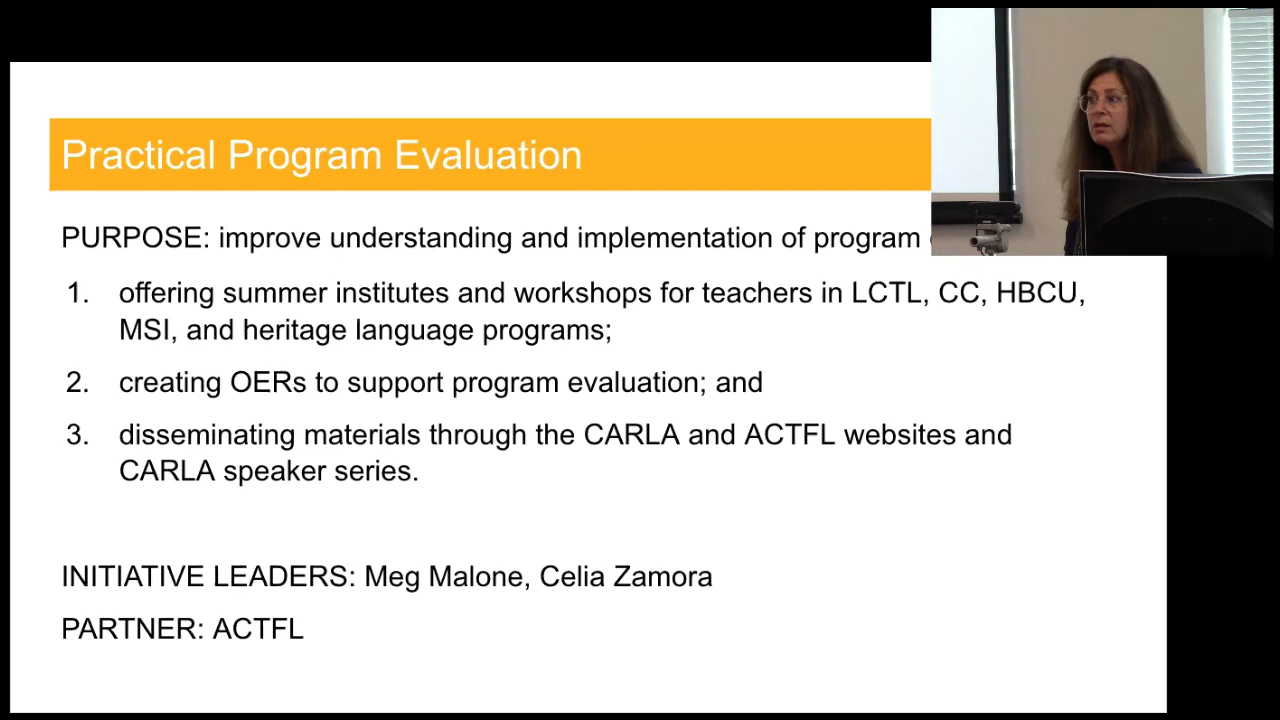 Practical Program Evaluation
PURPOSE: improve understanding and implementation of program
1. offering summer institutes and workshops for teachers in LCTL, CC, HBCU,
MSI, and heritage language programs;
2. creating OERs to support program evaluation; and
3. disseminating materials through the CARLA and ACTFL websites and
CARLA speaker series.
INITIATIVE LEADERS: Meg Malone, Celia Zamora
PARTNER: ACTFL